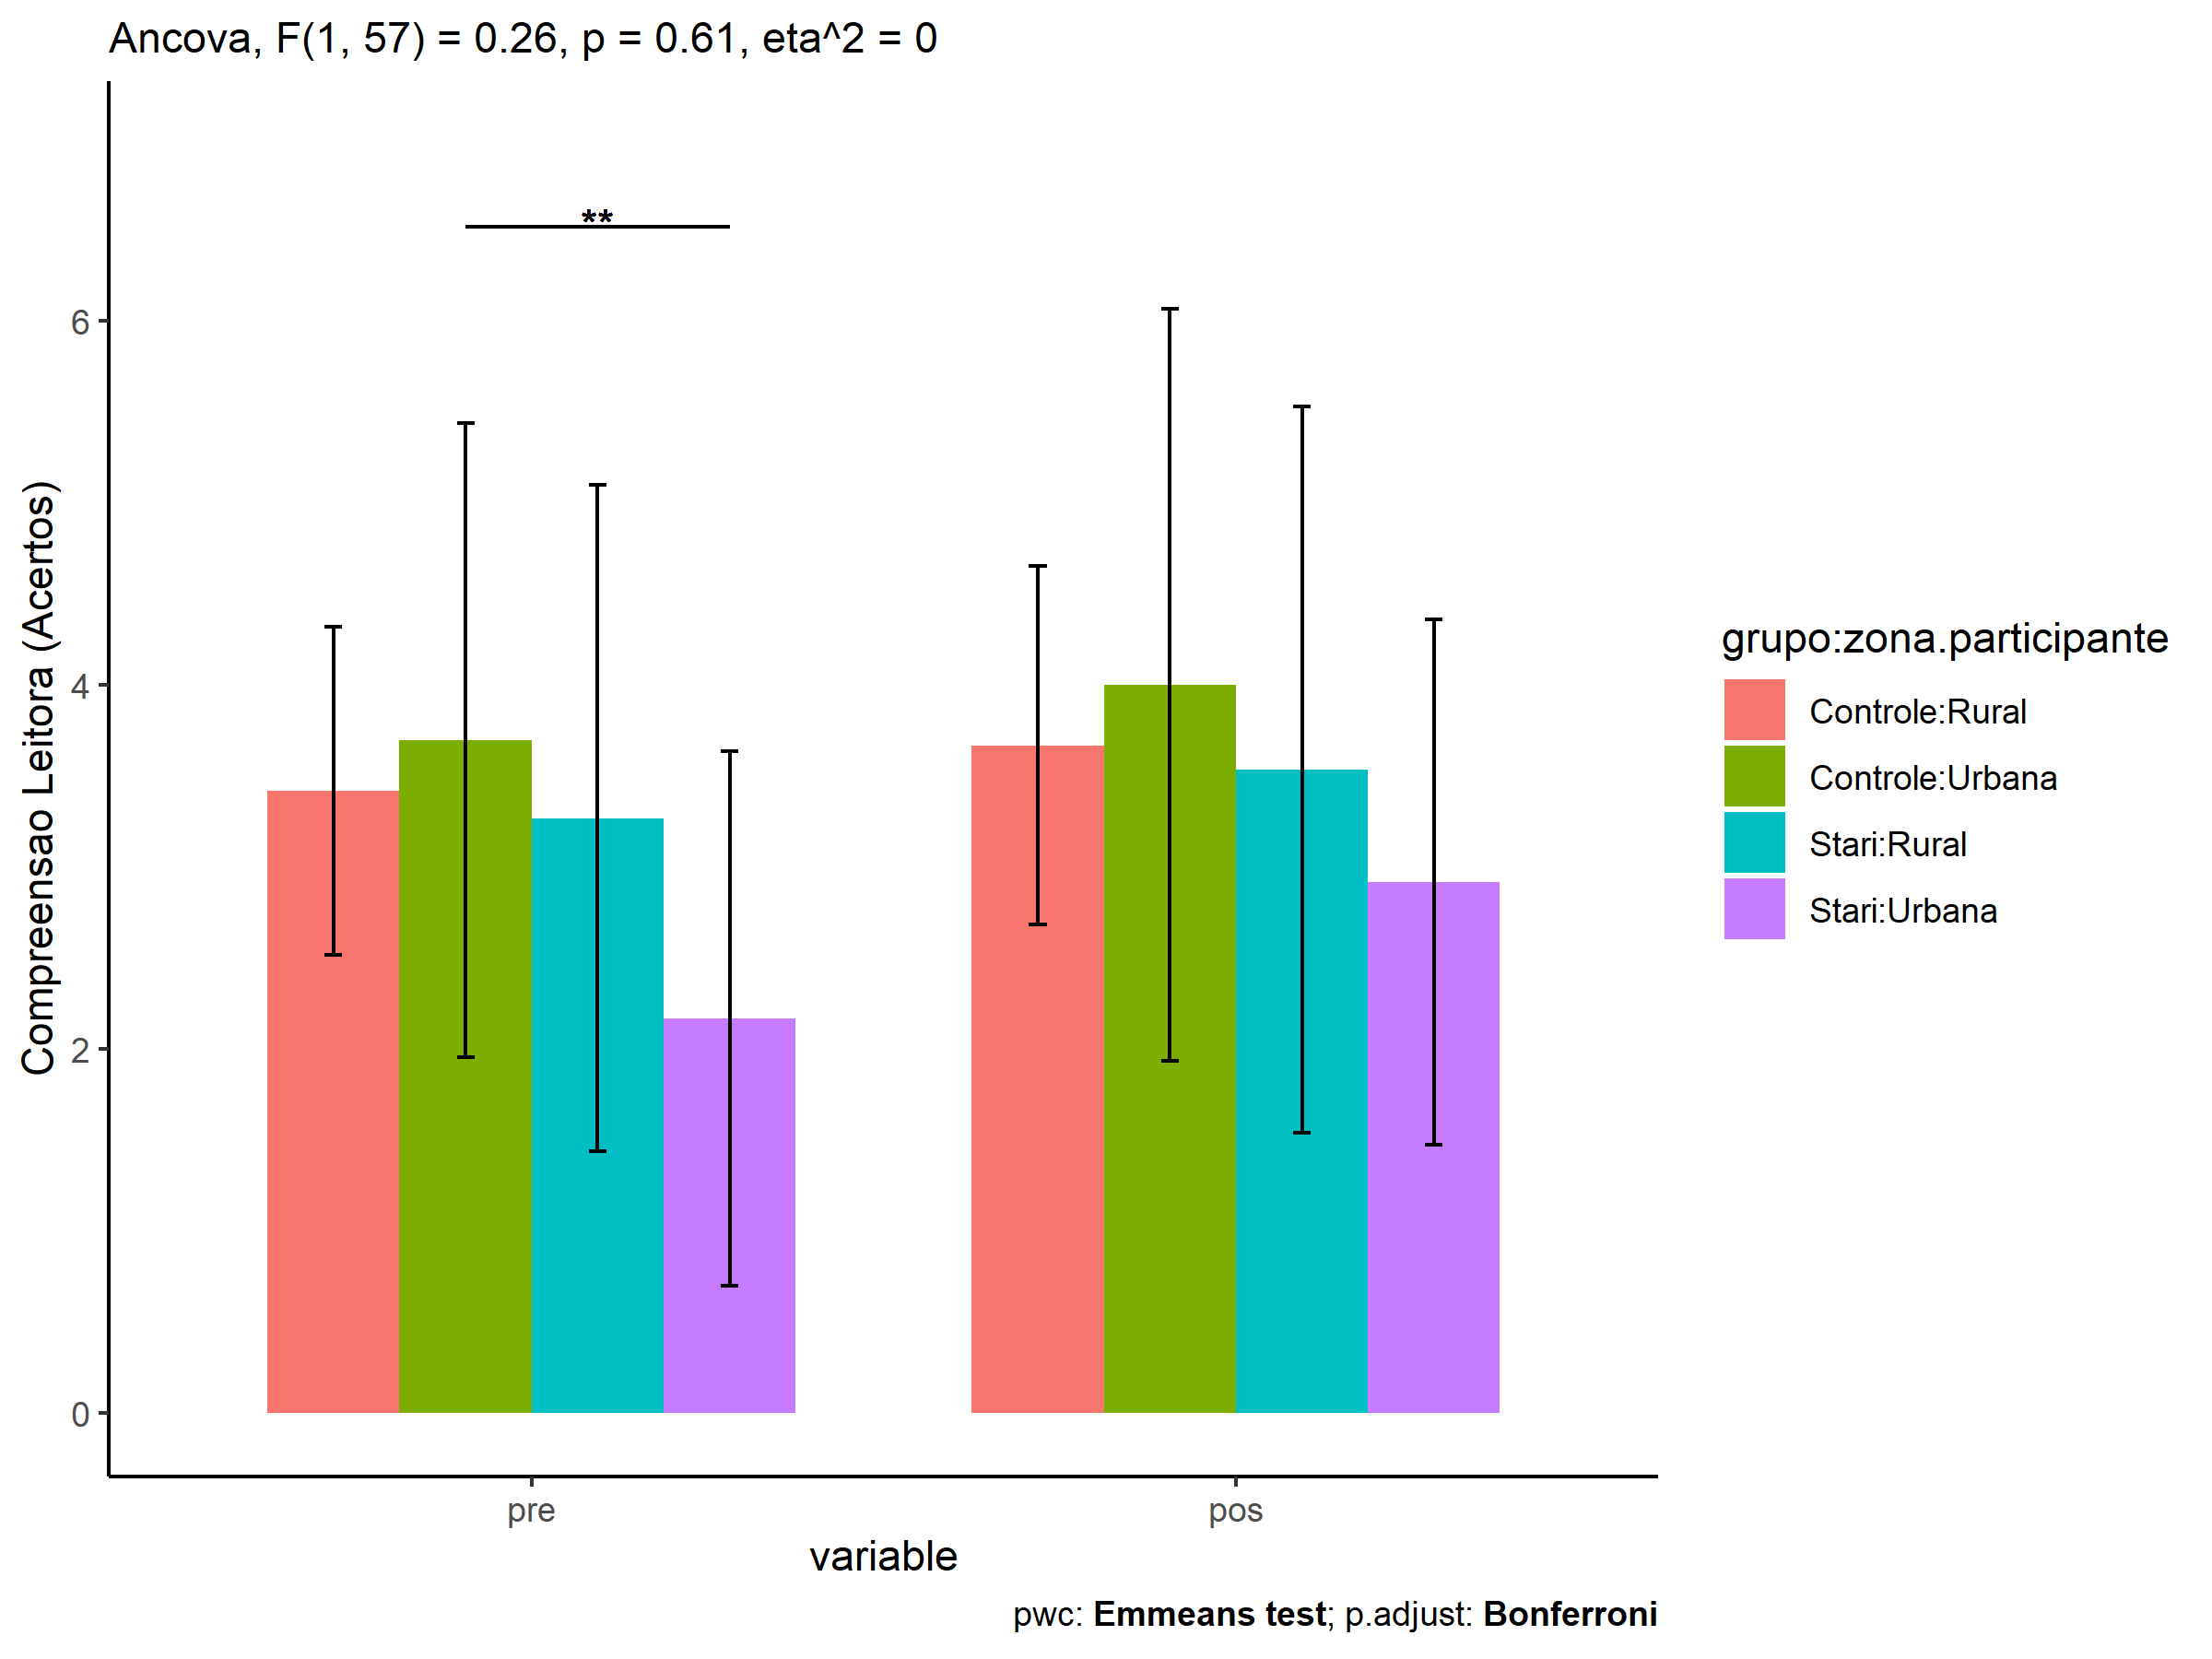 Ancova, F(1, 57) = 0.26, p = 0.61, eta^2 = 0
**
6
4
2
0
Compreensao Leitora (Acertos)
pre
pos
variable
grupo:zona.participante
Controle:Rural
Controle:Urbana
Stari:Rural
Stari:Urbana
pwc: Emmeans test; p.adjust: Bonferroni